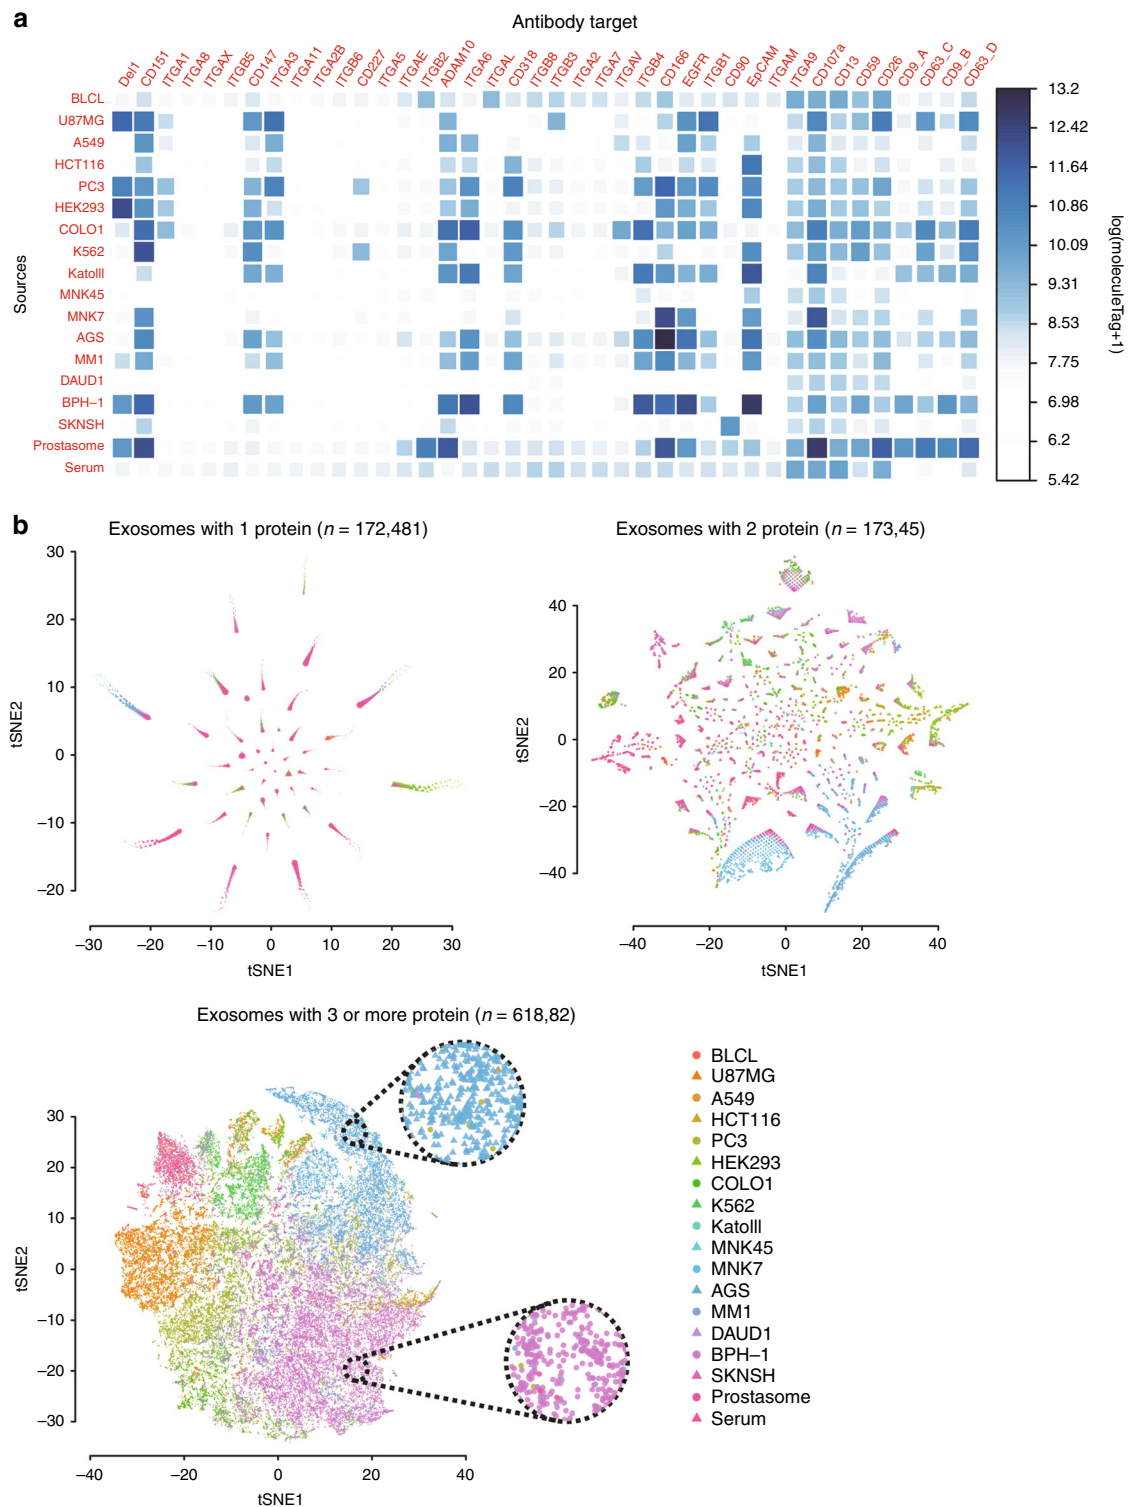 a
Antibody target
Del1
CD151
ITGA1
ITGA8
ITGAX
ITGB5
CD147
ITGA3
ITGA11
ITGA2B
ITGB6
CD227
ITGA5
ITGAE
ITGB2
ADAM10
ITGA6
ITGAL
CD318
ITGB8
ITGB3
ITGA2
ITGA7
ITGAV
ITGB4
CD166
EGFR
ITGB1
CD90
EpCAM
ITGAM
ITGA9
CD107a
CD13
CD59
CD26
CD9_A
CD63_C
CD9_B
CD63_D
Sources
BLCL
U87MG
A549
HCT116
PC3
HEK293
COLO1
K562
KatoIII
MNK45
MNK7
AGS
MM1
DAUD1
BPH–1
SKNSH
Prostasome
Serum
13.2
12.42
11.64
10.86
10.09
9.31
8.53
7.75
6.98
6.2
5.42
log(moleculeTag+1)
b
Exosomes with 1 protein (n = 172,481)
30
20
10
0
–10
–20
tSNE2
–30
–20
–10
0
10
20
30
tSNE1
Exosomes with 2 protein (n = 173,45)
40
20
0
–20
–40
tSNE2
–40
–20
0
20
40
tSNE1
Exosomes with 3 or more protein (n = 618,82)
30
20
10
0
–10
–20
–30
tSNE2
–40
–20
0
20
40
tSNE1
BLCL
U87MG
A549
HCT116
PC3
HEK293
COLO1
K562
KatoIII
MNK45
MNK7
AGS
MM1
DAUD1
BPH–1
SKNSH
Prostasome
Serum